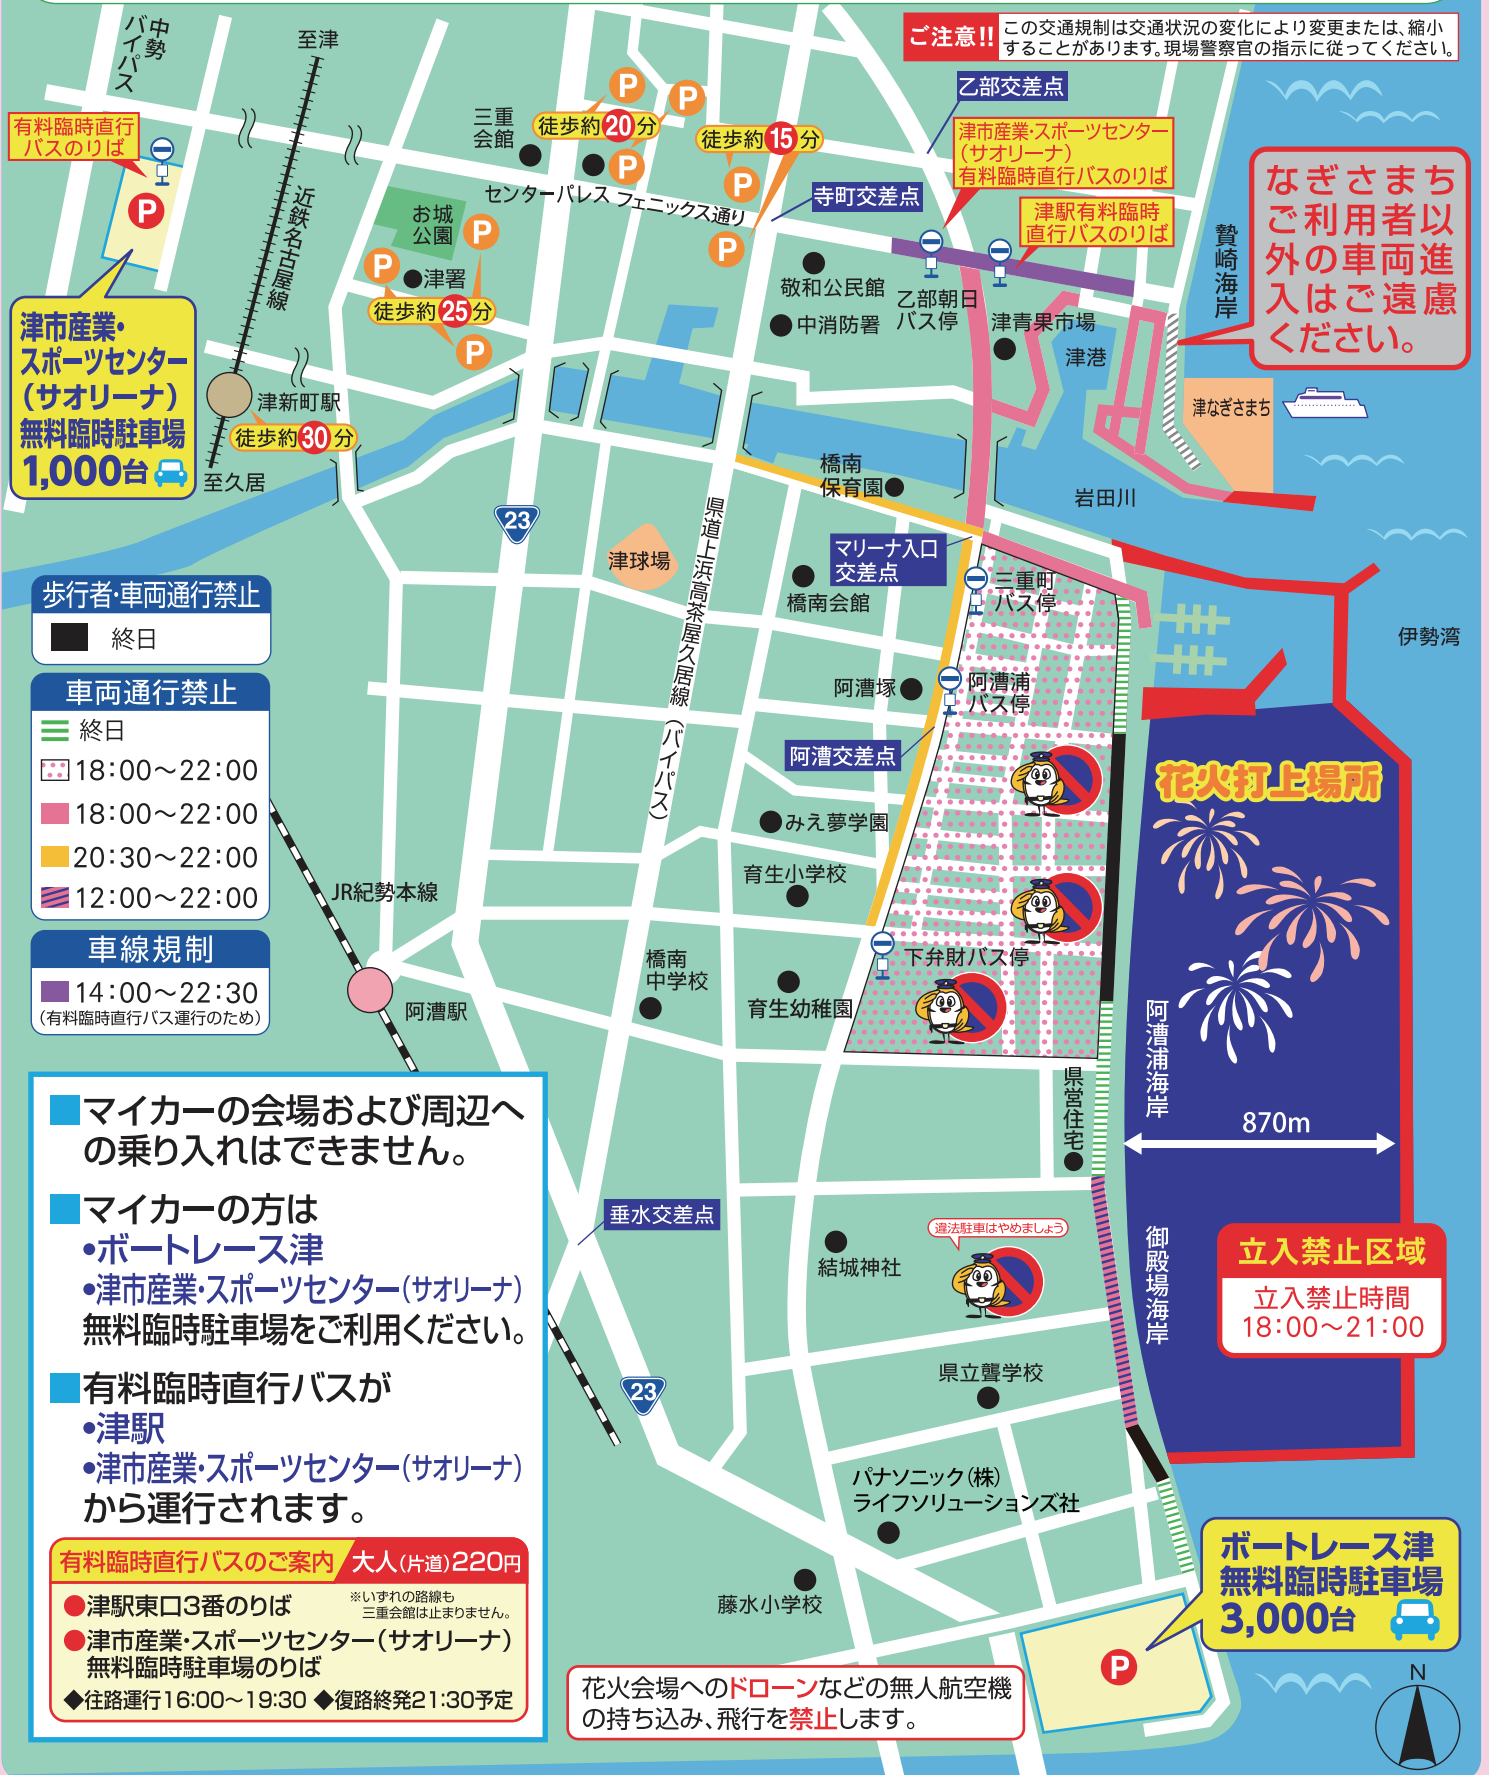 ご注意!!
この交通規制は交通状況の変化により変更または、縮小
することがあります。現場警察官の指示に従ってください。
中勢
バイパス
至津
有料臨時直行
バスのりば
P
近鉄名古屋線
津市産業・
スポーツセンター
(サオリーナ)
無料臨時駐車場
1,000台
三重
会館
P
P
徒歩約20分
P
センターパレス
フェニックス通り
徒歩約15分
P
P
お城
公園
P
P
津署
徒歩約25分
P
津新町駅
徒歩約30分
至久居
乙部交差点
津市産業・スポーツセンター
(サオリーナ)
有料臨時直行バスのりば
寺町交差点
津駅有料臨時
直行バスのりば
敬和公民館
中消防署
乙部朝日
バス停
津青果市場
津港
贄崎海岸
なぎさまち
ご利用者以
外の車両進
入はご遠慮
ください。
津なぎさまち
岩田川
橋南
保育園
23
津球場
県道上浜高茶屋久居線(バイパス)
マリーナ入口
交差点
橋南会館
三重町
バス停
伊勢湾
阿漕塚
阿漕浦
バス停
阿漕交差点
みえ夢学園
育生小学校
橋南
中学校
育生幼稚園
下弁財バス停
花火打上場所
阿漕浦海岸
870m
御殿場海岸
立入禁止区域
立入禁止時間
18:00〜21:00
歩行者・車両通行禁止
終日
車両通行禁止
終日
18:00〜22:00
18:00〜22:00
20:30〜22:00
12:00〜22:00
車線規制
14:00〜22:30
(有料臨時直行バス運行のため)
JR紀勢本線
阿漕駅
県営住宅
垂水交差点
結城神社
違法駐車はやめましょう
23
県立聾学校
パナソニック(株)
ライフソリューションズ社
藤水小学校
ボートレース津
無料臨時駐車場
3,000台
P
N
■マイカーの会場および周辺へ
の乗り入れはできません。
■マイカーの方は
•ボートレース津
•津市産業・スポーツセンター(サオリーナ)
無料臨時駐車場をご利用ください。
■有料臨時直行バスが
•津駅
•津市産業・スポーツセンター(サオリーナ)
から運行されます。
有料臨時直行バスのご案内 大人(片道)220円
●津駅東口3番のりば
※いずれの路線も
三重会館は止まりません。
●津市産業・スポーツセンター(サオリーナ)
無料臨時駐車場のりば
◆往路運行16:00〜19:30 ◆復路終発21:30予定
花火会場へのドローンなどの無人航空機
の持ち込み、飛行を禁止します。